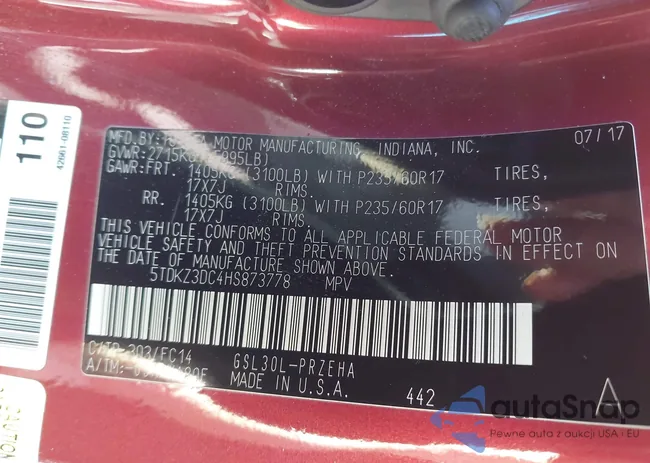 110
42661-08110
MFD. BY: MOTOR MANUFACTURING, INDIANA, INC. 07/17
GVWR: 2715KG
GAWR: FRT. 1405KG (3100LB) WITH P235/60R17 TIRES,
17X7J RIMS,
RR. 1405KG (3100LB) WITH P235/60R17 TIRES,
17X7J RIMS.
THIS VEHICLE CONFORMS TO ALL APPLICABLE FEDERAL MOTOR
VEHICLE SAFETY AND THEFT PREVENTION STANDARDS IN EFFECT ON
THE DATE OF MANUFACTURE SHOWN ABOVE.
5TDKZ3DC4HS873778 MPV
GSL30L-PRZEHA
A/TM:
MADE IN U.S.A. 442 A
autoSnap
Pewne auta z aukcji USA i EU